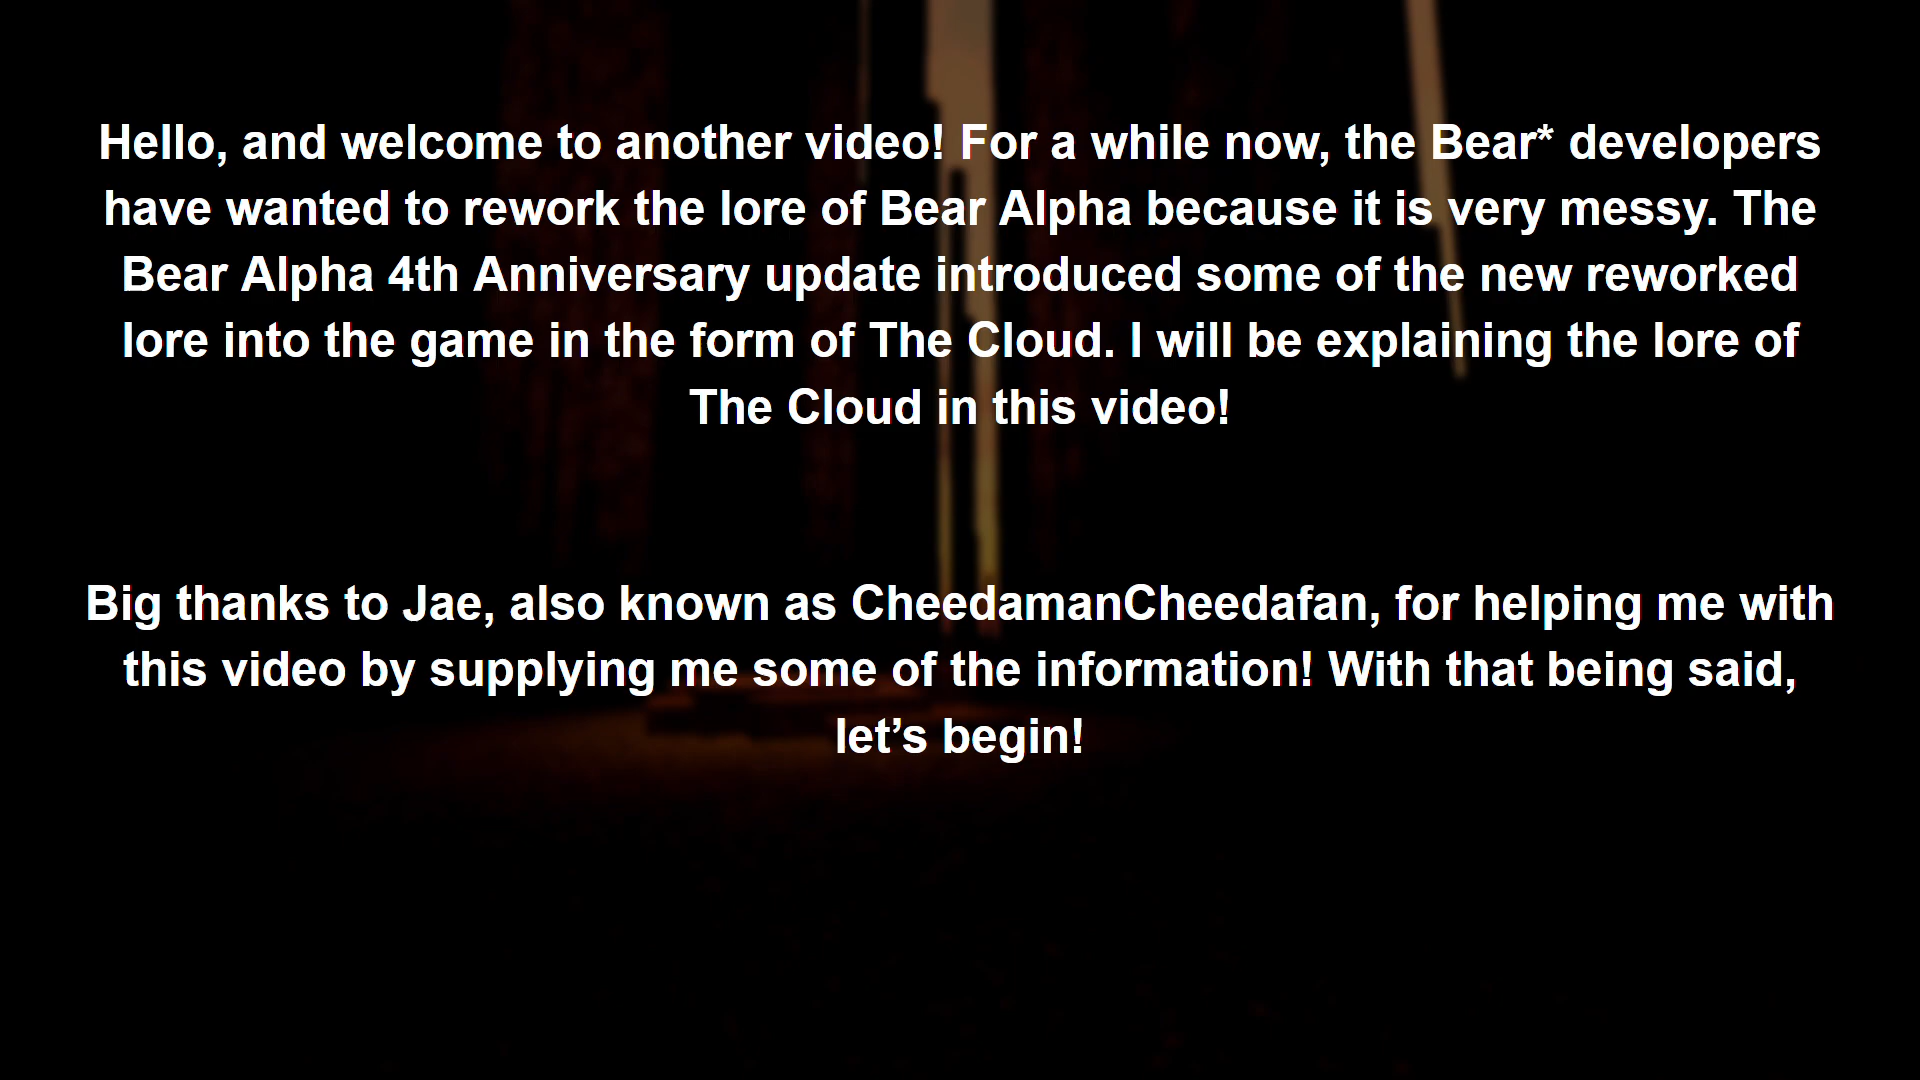 Hello, and welcome to another video! For a while now, the Bear* developers
have wanted to rework the lore of Bear Alpha because it is very messy. The
Bear Alpha 4th Anniversary update introduced some of the new reworked
lore into the game in the form of The Cloud. I will be explaining the lore of
The Cloud in this video!
Big thanks to Jae, also known as CheedamanCheedafan, for helping me with
this video by supplying me some of the information! With that being said,
let’s begin!